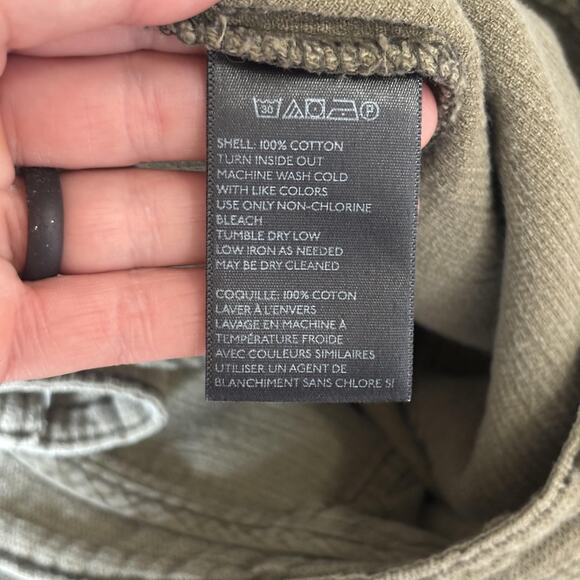 30 P
SHELL: 100% COTTON
TURN INSIDE OUT
MACHINE WASH COLD
WITH LIKE COLORS
USE ONLY NON-CHLORINE
BLEACH
TUMBLE DRY LOW
LOW IRON AS NEEDED
MAY BE DRY CLEANED
COQUILLE: 100% COTON
LAVER À L'ENVERS
LAVAGE EN MACHINE À
TEMPÉRATURE FROIDE
AVEC COULEURS SIMILAIRES
UTILISER UN AGENT DE
BLANCHIMENT SANS CHLORE SI